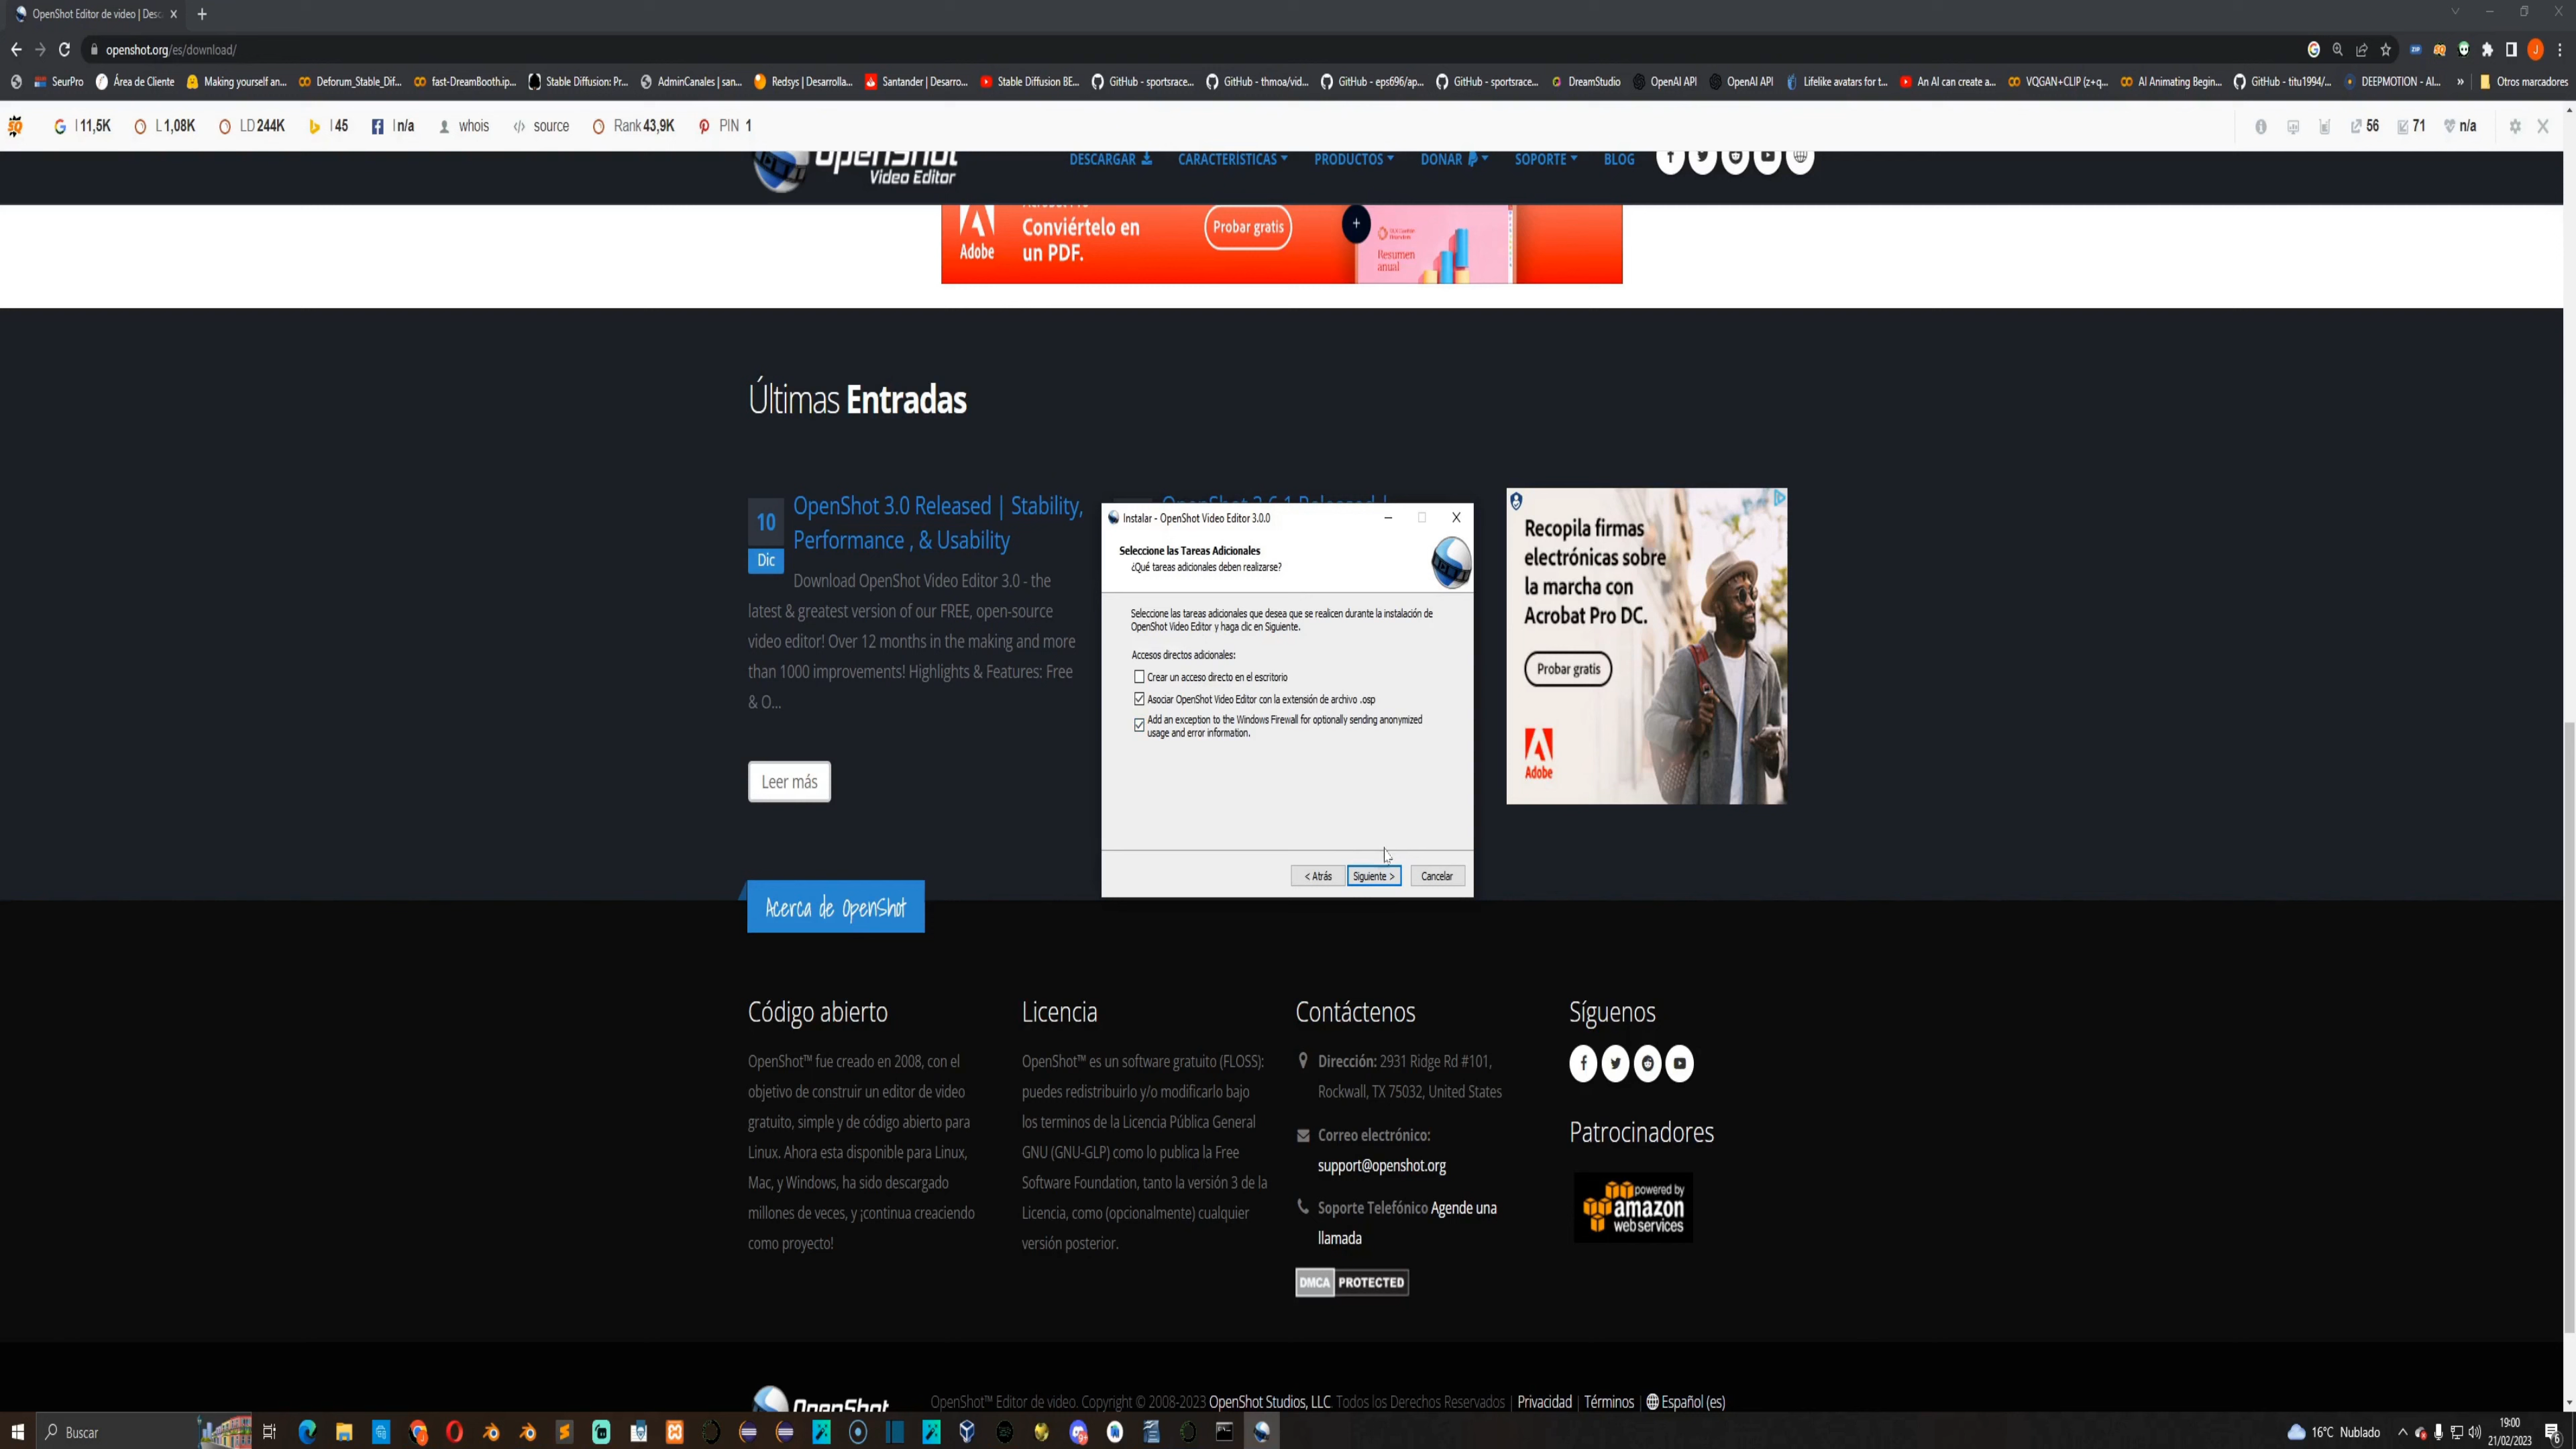 OpenShot Editor de video | Desc
openshot.org/es/download/
SeurPro
Área de Cliente
Making yourself an...
Deforum_Stable_Dif...
fast-DreamBooth.ip...
Stable Diffusion: Pr...
AdminCanales | san...
Redsys | Desarrolla...
Santander | Desarro...
Stable Diffusion BE...
GitHub - sportsrace...
GitHub - thmoa/vid...
GitHub - eps696/ap...
GitHub - sportsrace...
DreamStudio
OpenAI API
OpenAI API
Lifelike avatars for t...
An AI can create a...
VQGAN+CLIP (z+q...
AI Animating Begin...
GitHub - titu1994/...
DEEPMOTION - AI...
»
Otros marcadores
I 11,5K
L 1,08K
LD 244K
I 45
I n/a
whois
source
Rank 43,9K
PIN 1
56
71
n/a
OpenShot
Video Editor
DESCARGAR
CARACTERÍSTICAS
PRODUCTOS
DONAR
SOPORTE
BLOG
Adobe
Conviértelo en
un PDF.
Probar gratis
Resumen
anual
Últimas Entradas
10
Dic
OpenShot 3.0 Released | Stability,
Performance , & Usability
Download OpenShot Video Editor 3.0 - the
latest & greatest version of our FREE, open-source
video editor! Over 12 months in the making and more
than 1000 improvements! Highlights & Features: Free
& O...
Leer más
Instalar - OpenShot Video Editor 3.0.0
Seleccione las Tareas Adicionales
¿Qué tareas adicionales deben realizarse?
Seleccione las tareas adicionales que desea que se realicen durante la instalación de
OpenShot Video Editor y haga clic en Siguiente.
Accesos directos adicionales:
Crear un acceso directo en el escritorio
Asociar OpenShot Video Editor con la extensión de archivo .osp
Add an exception to the Windows Firewall for optionally sending anonymized
usage and error information.
< Atrás
Siguiente >
Cancelar
Recopila firmas
electrónicas sobre
la marcha con
Acrobat Pro DC.
Probar gratis
Adobe
Acerca de OpenShot
Código abierto
OpenShot™ fue creado en 2008, con el
objetivo de construir un editor de video
gratuito, simple y de código abierto para
Linux. Ahora esta disponible para Linux,
Mac, y Windows, ha sido descargado
millones de veces, y ¡continua creaciendo
como proyecto!
Licencia
OpenShot™ es un software gratuito (FLOSS):
puedes redistribuirlo y/o modificarlo bajo
los terminos de la Licencia Pública General
GNU (GNU-GLP) como lo publica la Free
Software Foundation, tanto la versión 3 de la
Licencia, como (opcionalmente) cualquier
versión posterior.
Contáctenos
Dirección: 2931 Ridge Rd #101,
Rockwall, TX 75032, United States
Correo electrónico:
support@openshot.org
Soporte Telefónico Agende una
llamada
DMCA PROTECTED
Síguenos
Patrocinadores
powered by
amazon
web services
OpenShot
OpenShot™ Editor de video. Copyright © 2008-2023 OpenShot Studios, LLC. Todos los Derechos Reservados | Privacidad | Términos | Español (es)
Buscar
16°C Nublado
19:00
21/02/2023